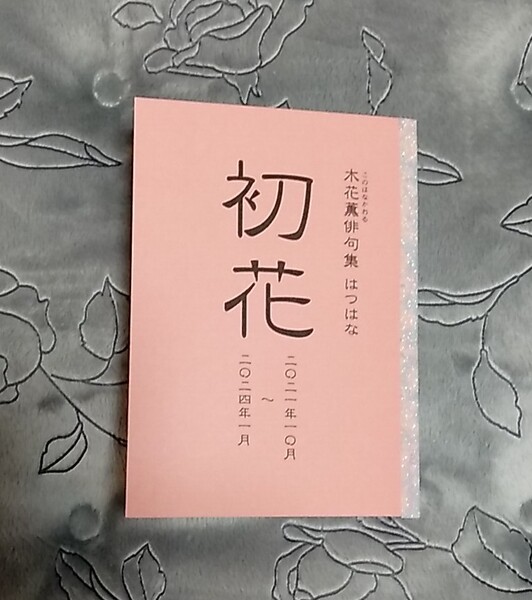 このはなかおる
木花薫俳句集 はつはな
初花
二〇二一年一〇月
～
二〇二四年一月